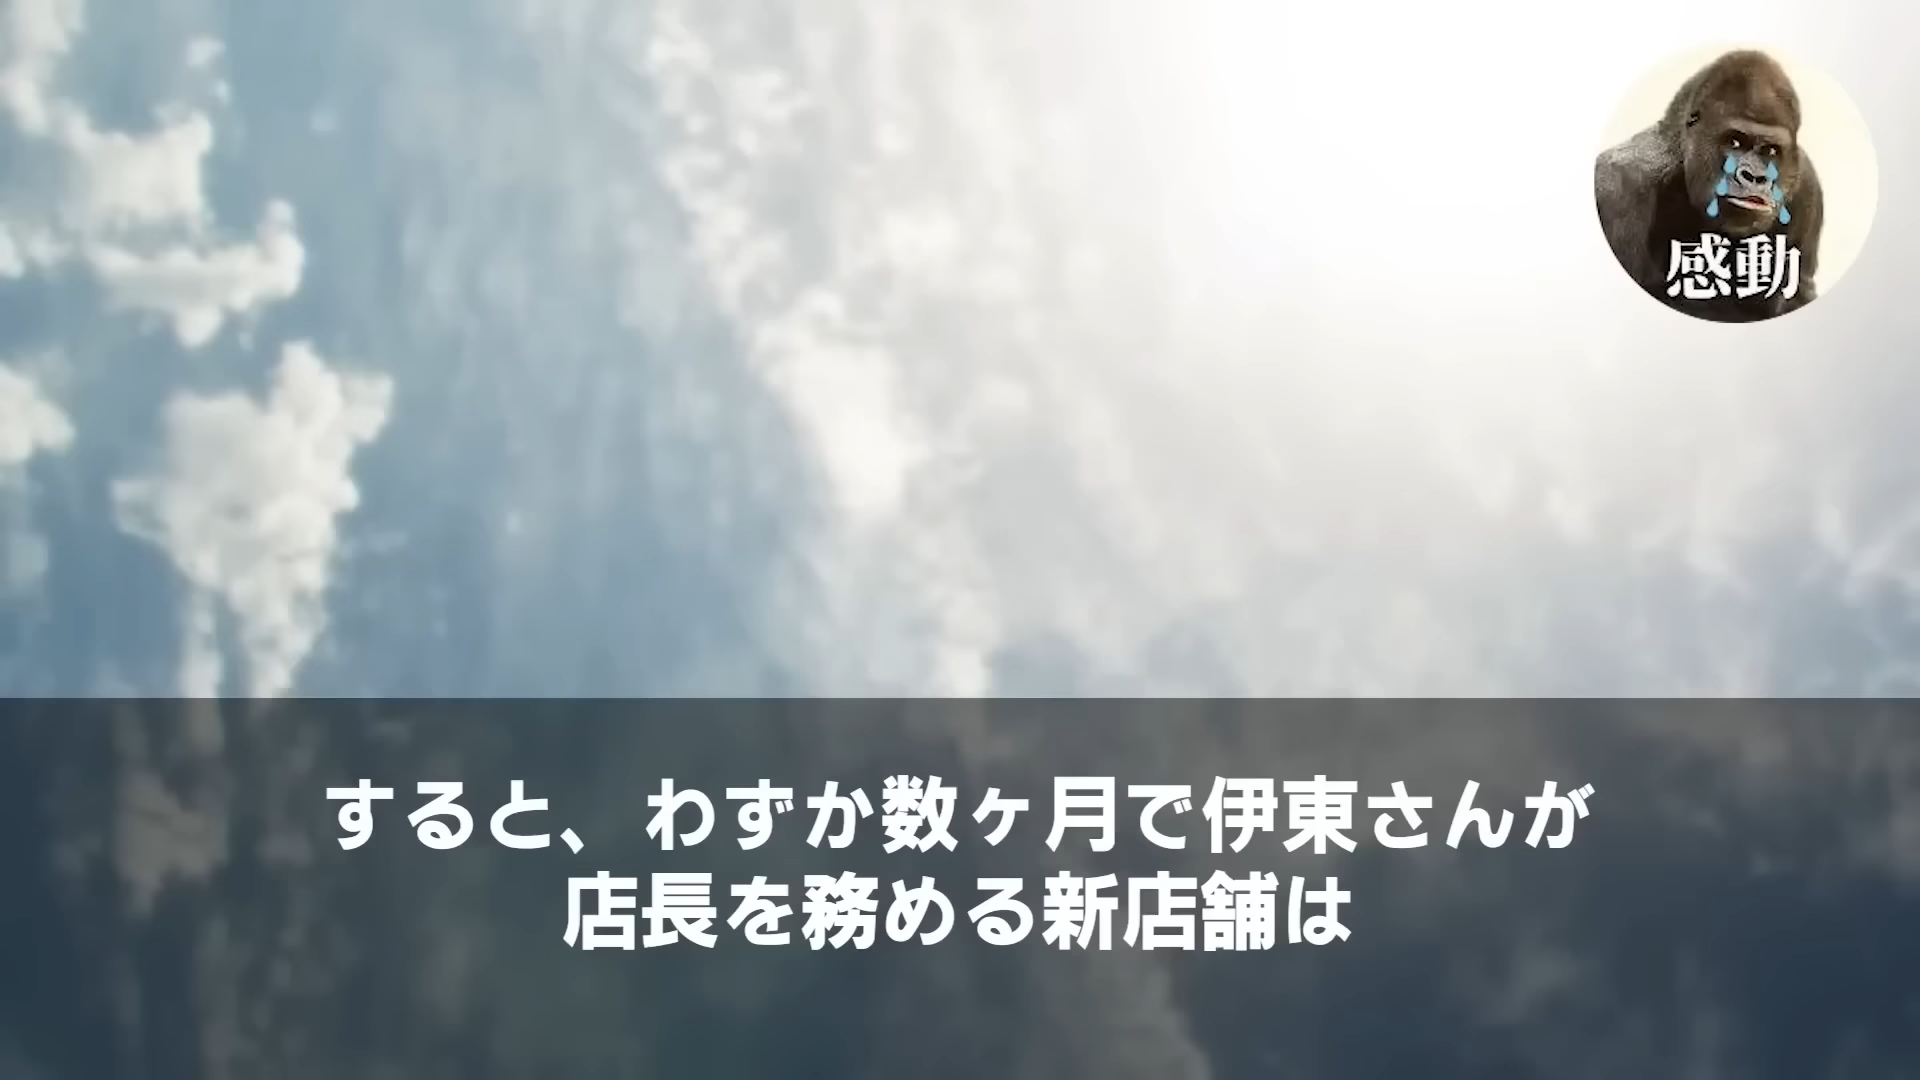 感動
すると、わずか数ヶ月で伊東さんが
店長を務める新店舗は